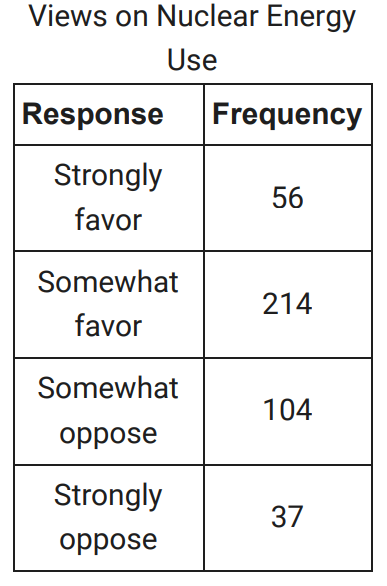 Views on Nuclear Energy
Use
Response Frequency
Strongly
favor
56
Somewhat
favor
214
Somewhat
oppose
104
Strongly
oppose
37